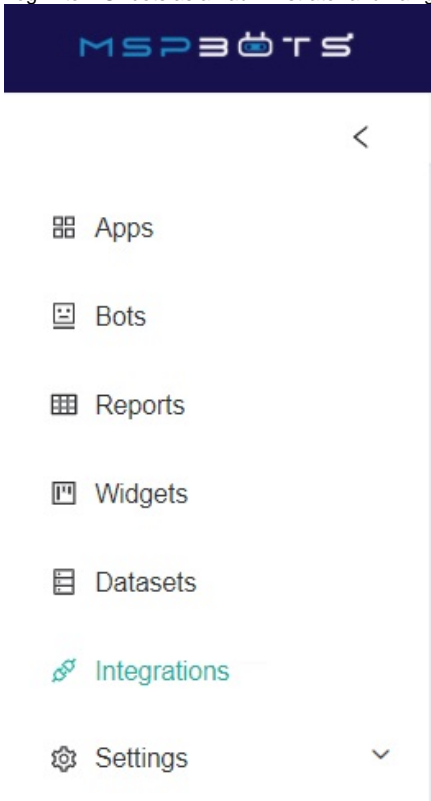 MSPBOTS
Apps
Bots
Reports
Widgets
Datasets
Integrations
Settings